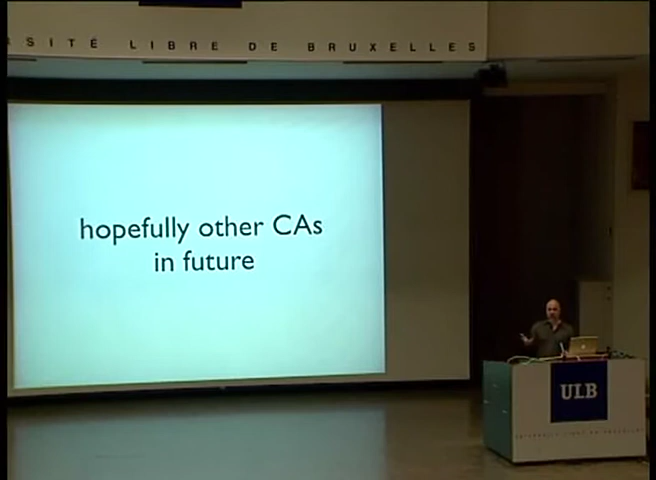 SITÉ LIBRE DE BRUXELLES
hopefully other CAs
in future
ULB